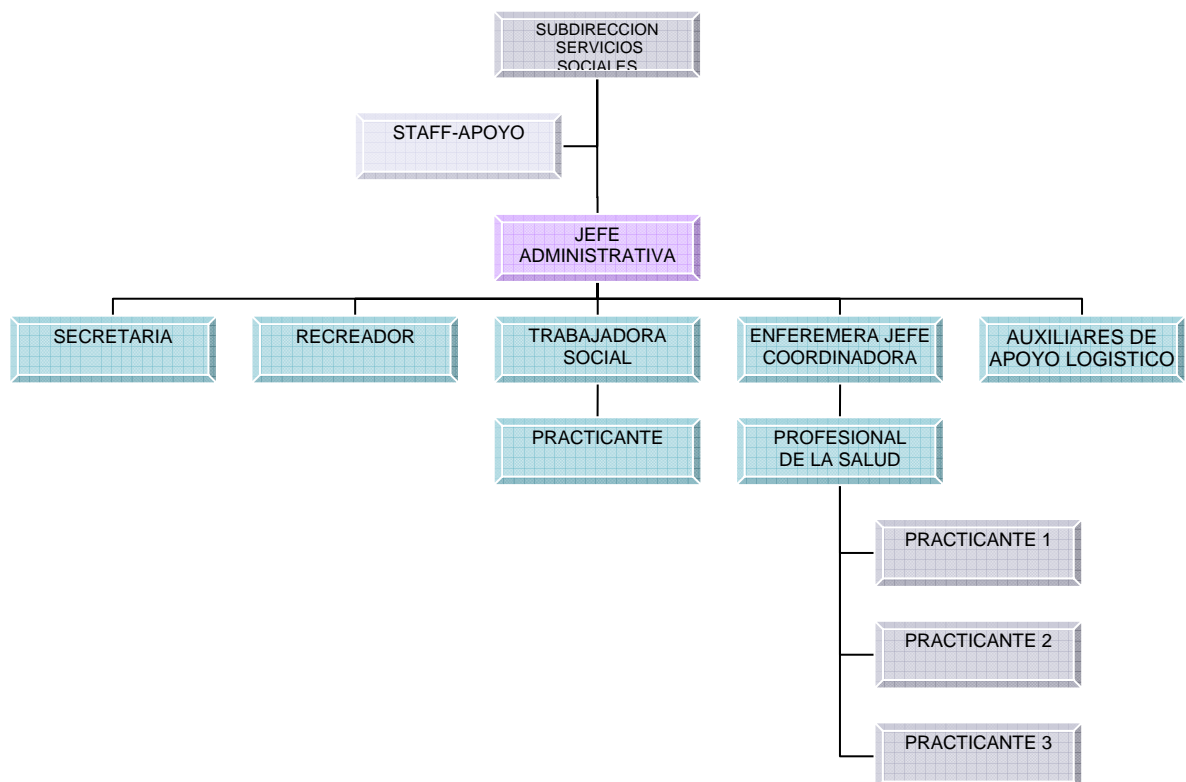 SUBDIRECCION
SERVICIOS
SOCIALES
STAFF-APOYO
JEFE
ADMINISTRATIVA
SECRETARIA
RECREADOR
TRABAJADORA
SOCIAL
ENFEREMERA JEFE
COORDINADORA
AUXILIARES DE
APOYO LOGISTICO
PRACTICANTE
PROFESIONAL
DE LA SALUD
PRACTICANTE 1
PRACTICANTE 2
PRACTICANTE 3